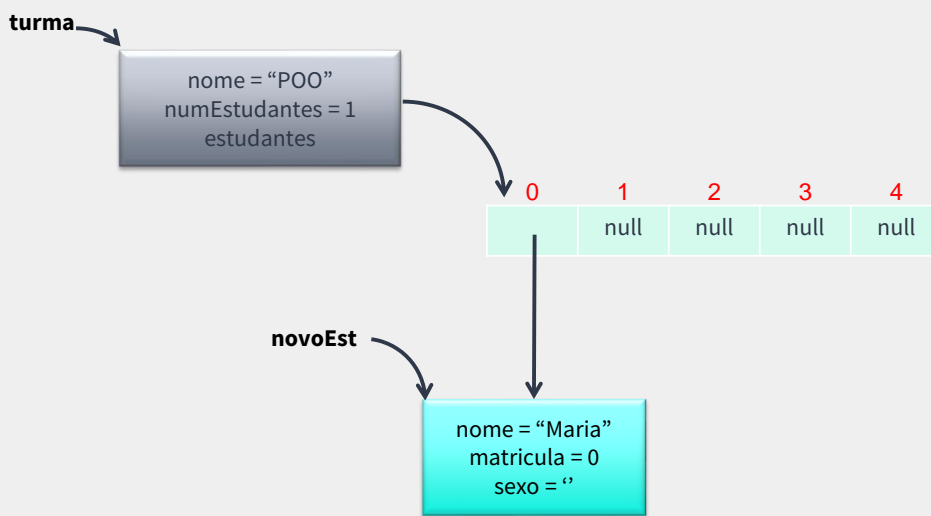 turma
nome = “POO”
numEstudantes = 1
estudantes
0 1 2 3 4
null null null null
novoEst
nome = “Maria”
matricula = 0
sexo = ‘’